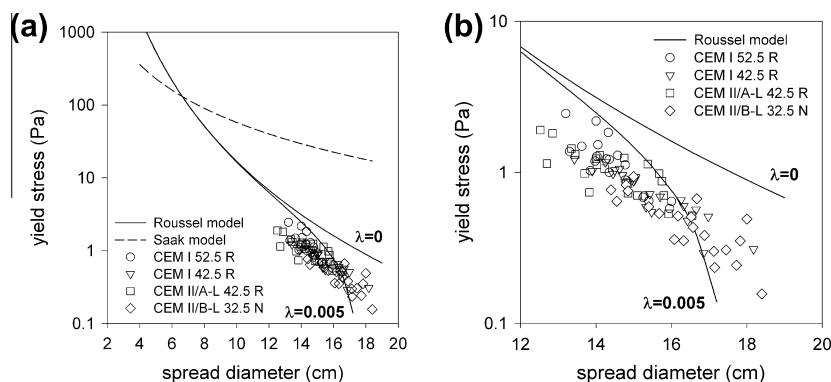 (a)
1000
100
10
1
0.1
yield stress (Pa)
2 4 6 8 10 12 14 16 18 20
spread diameter (cm)
Roussel model
Saak model
CEM I 52.5 R
CEM I 42.5 R
CEM II/A-L 42.5 R
CEM II/B-L 32.5 N
λ=0
λ=0.005
(b)
10
1
0.1
yield stress (Pa)
12 14 16 18 20
spread diameter (cm)
Roussel model
CEM I 52.5 R
CEM I 42.5 R
CEM II/A-L 42.5 R
CEM II/B-L 32.5 N
λ=0
λ=0.005